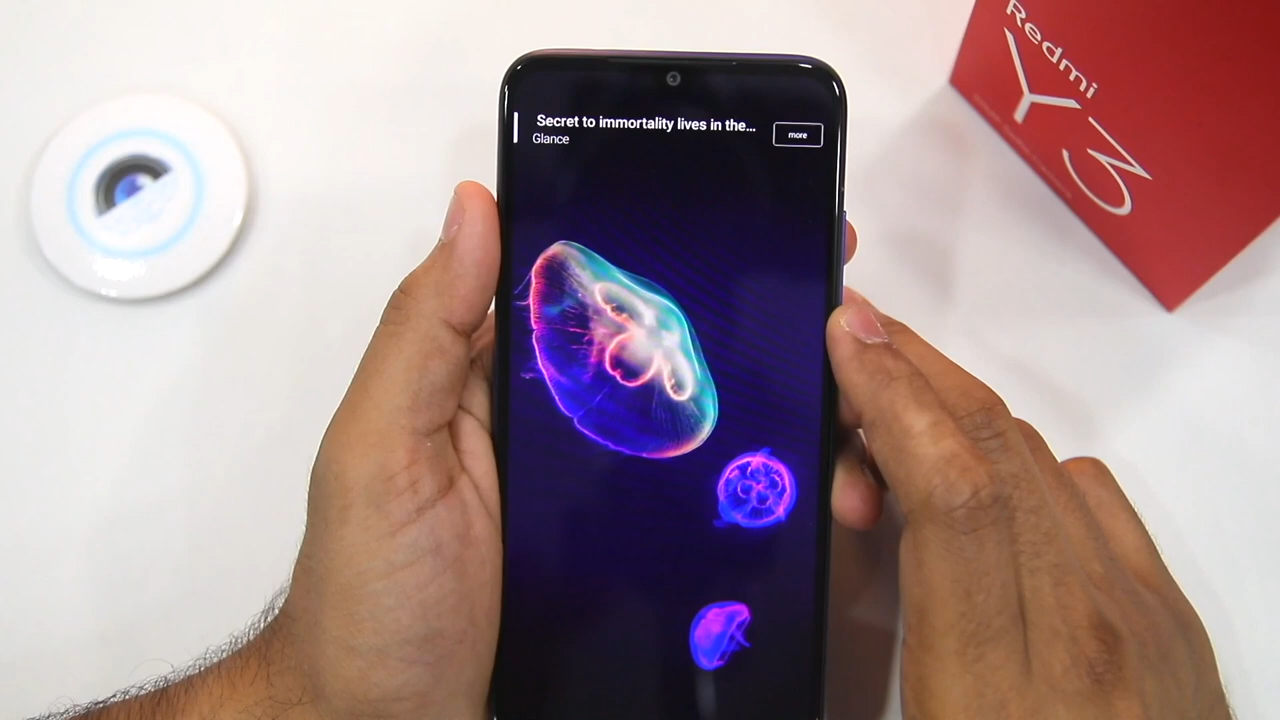 Secret to immortality lives in the…
Glance
more
Redmi
Y3